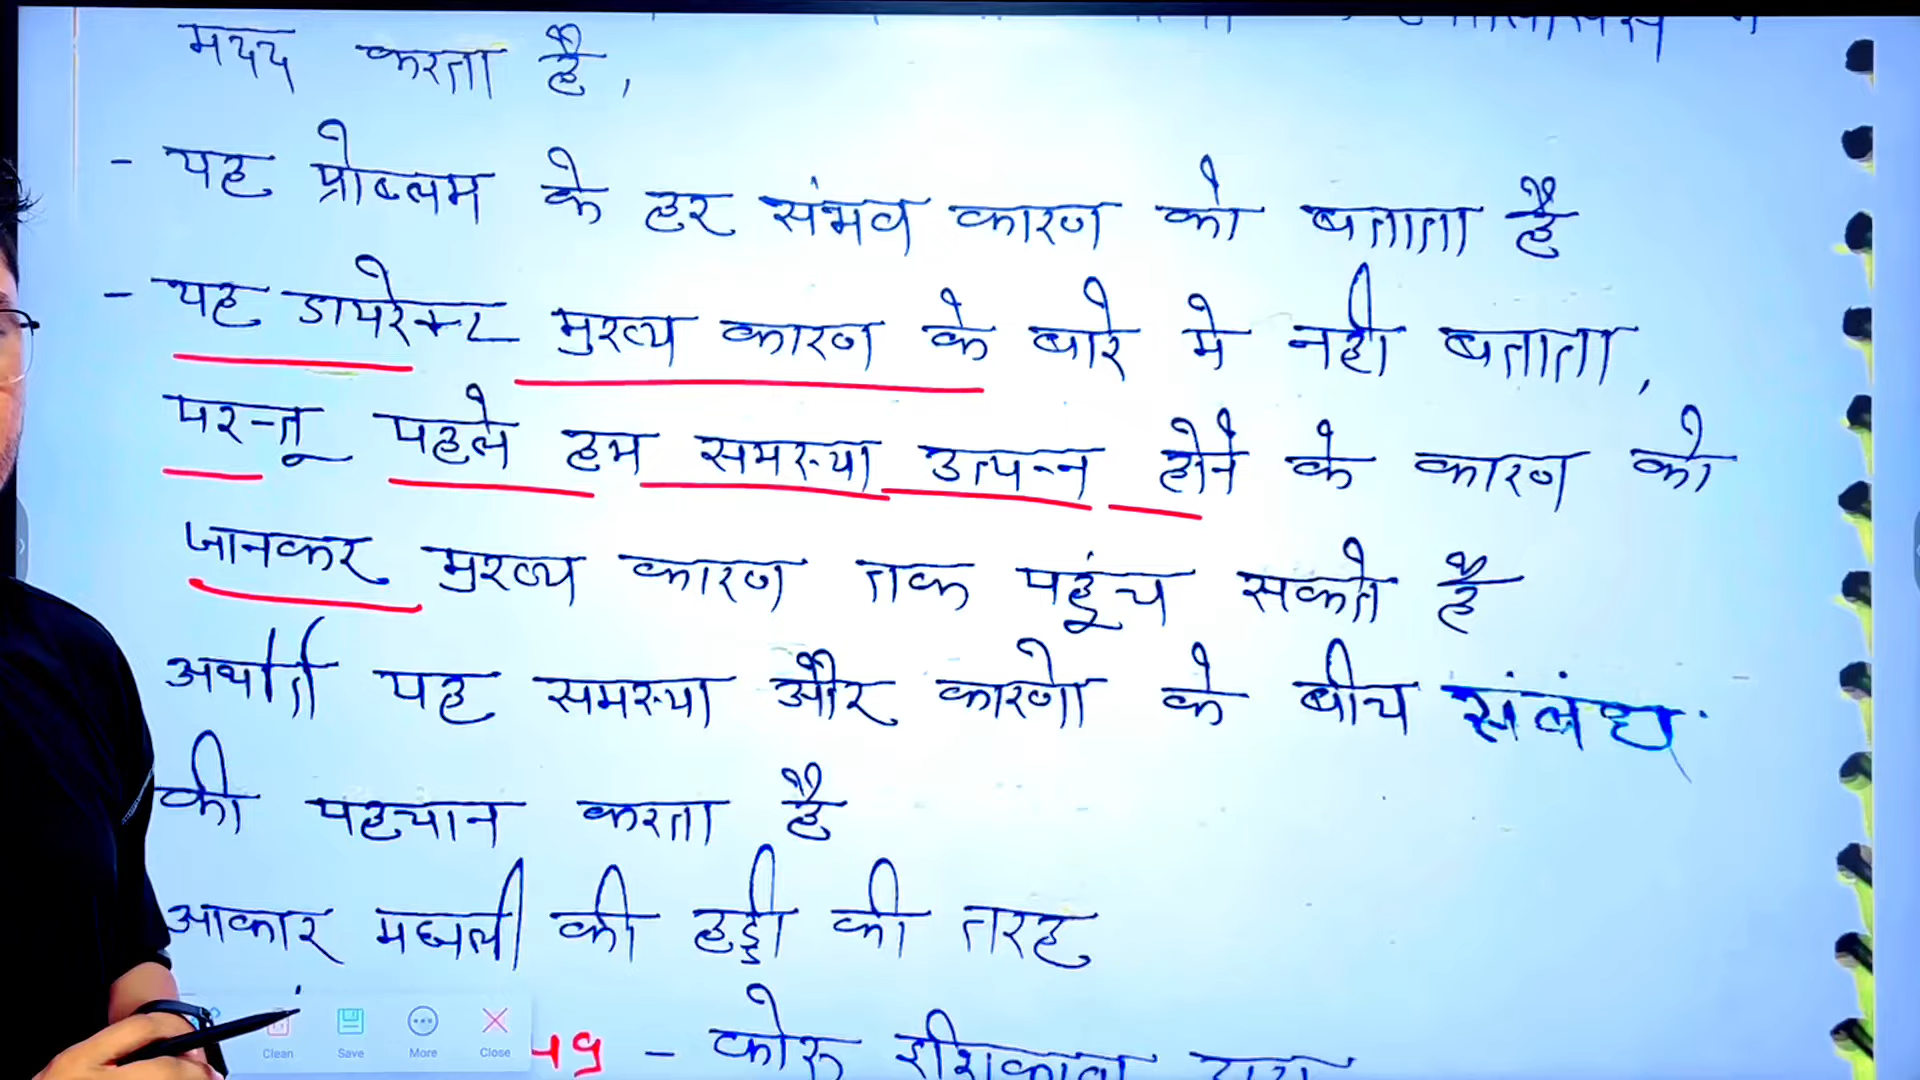 मदद करता है,
- यह प्रोब्लम के हर संभव कारण को बताता है
- यह डायरेक्ट मुख्य कारण के बारे मे नही बताता,
परन्तू पहले हम समस्या उत्पन्न होने के कारण को
जानकर मुख्य कारण तक पहुंच सकते है
अर्थात यह समस्या और कारणो के बीच संबंध
की पहचान करता है
आकार मछली की हड्डी की तरह
- कोरू इशिकावा द्वारा
Clean Save More Close